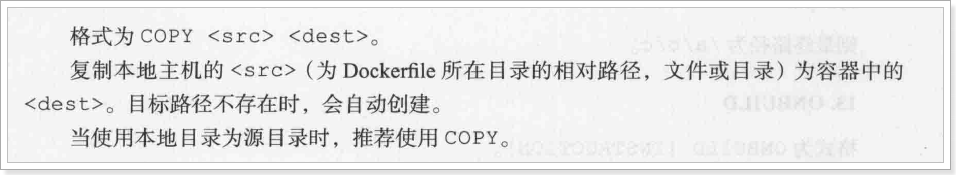 格式为 COPY <src> <dest>。
复制本地主机的 <src>（为 Dockerfile 所在目录的相对路径，文件或目录）为容器中的
<dest>。目标路径不存在时，会自动创建。
当使用本地目录为源目录时，推荐使用 COPY。